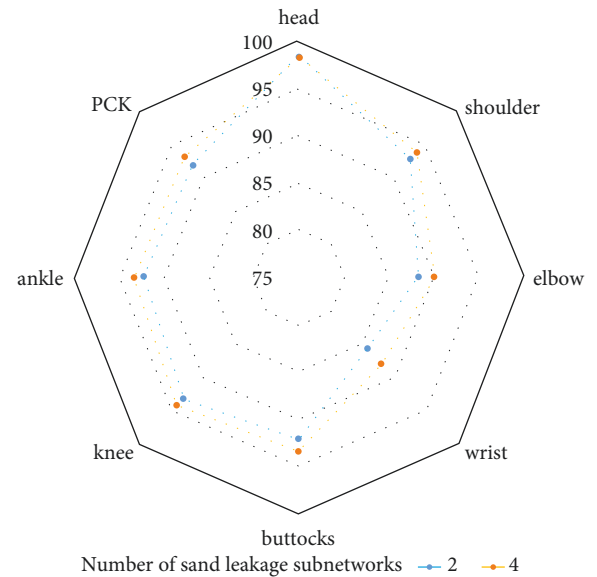 head
100
95
90
85
80
75
PCK
shoulder
ankle
elbow
knee
wrist
buttocks
Number of sand leakage subnetworks 2 4